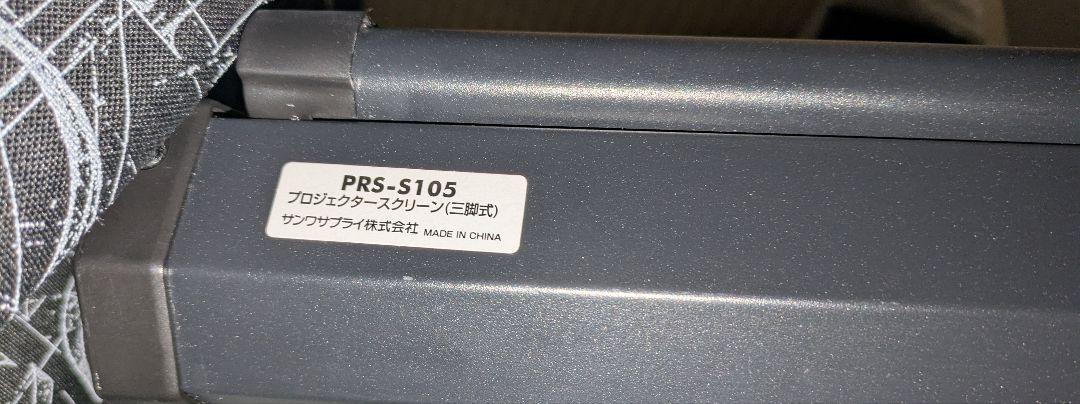 PRS-S105
プロジェクタースクリーン(三脚式)
サンワサプライ株式会社 MADE IN CHINA